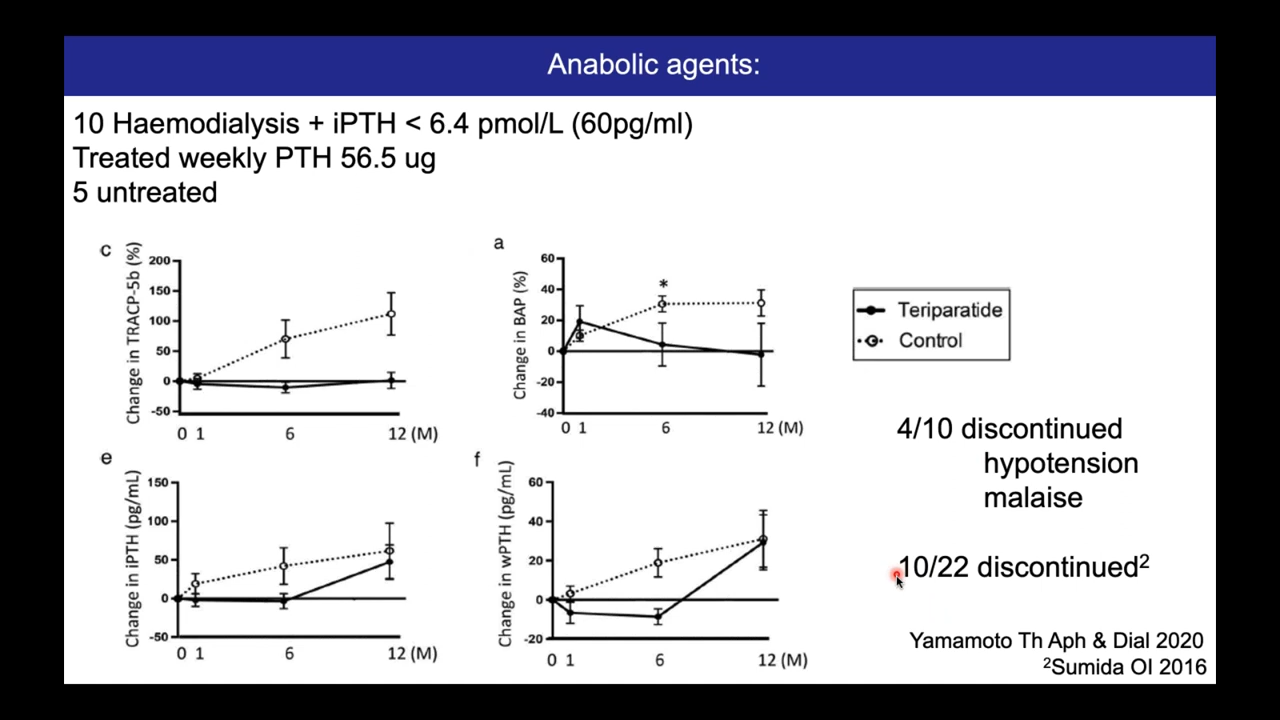 Anabolic agents:
10 Haemodialysis + iPTH < 6.4 pmol/L (60pg/ml)
Treated weekly PTH 56.5 ug
5 untreated
c
Change in TRACP-5b (%)
200
150
100
50
0
-50
0 1 6 12 (M)
a
Change in BAP (%)
60
40
20
0
-20
-40
*
0 1 6 12 (M)
Teriparatide
Control
e
Change in iPTH (pg/mL)
150
100
50
0
-50
0 1 6 12 (M)
f
Change in wPTH (pg/mL)
60
40
20
0
-20
0 1 6 12 (M)
4/10 discontinued
hypotension
malaise
10/22 discontinued²
Yamamoto Th Aph & Dial 2020
²Sumida OI 2016